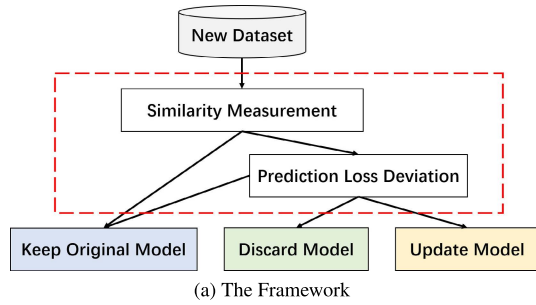 New Dataset
Similarity Measurement
Prediction Loss Deviation
Keep Original Model
Discard Model
Update Model
(a) The Framework